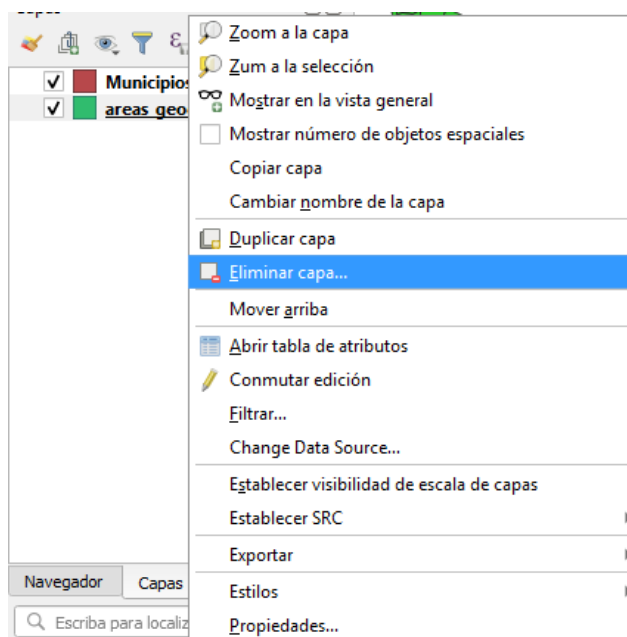 Capas
Zoom a la capa
Zum a la selección
Municipios
Mostrar en la vista general
areas geo
Mostrar número de objetos espaciales
Copiar capa
Cambiar nombre de la capa
Duplicar capa
Eliminar capa...
Mover arriba
Abrir tabla de atributos
Conmutar edición
Filtrar...
Change Data Source...
Establecer visibilidad de escala de capas
Establecer SRC
Exportar
Navegador Capas
Estilos
Escriba para localiz
Propiedades...